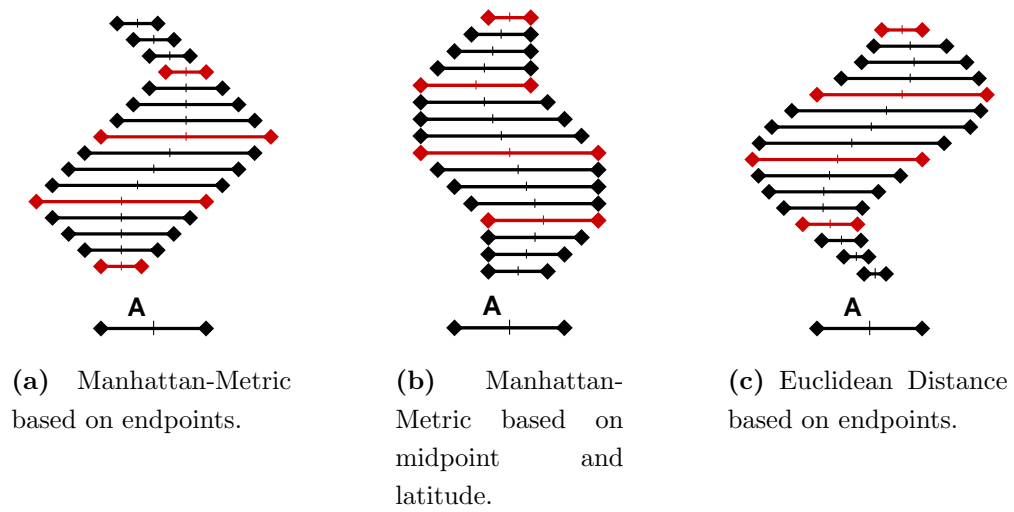 A
A
A
(a) Manhattan-Metric
based on endpoints.
(b) Manhattan-
Metric based on
midpoint and
latitude.
(c) Euclidean Distance
based on endpoints.